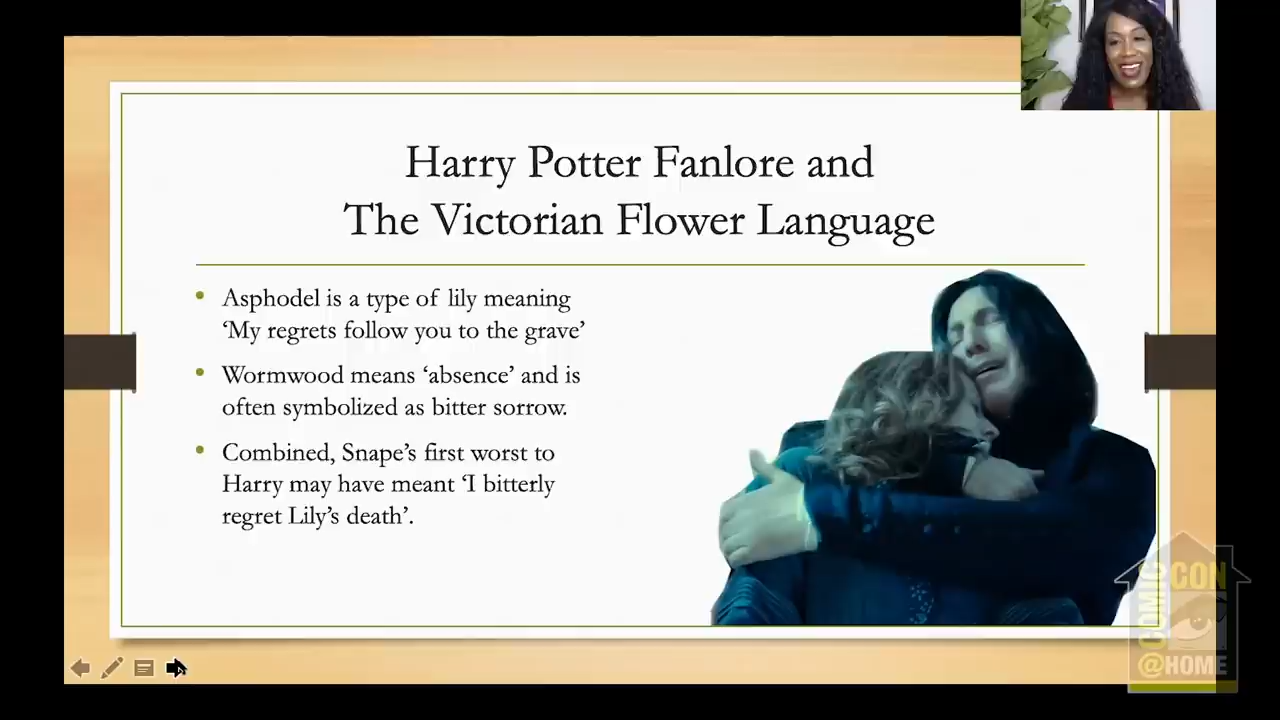 Harry Potter Fanlore and
The Victorian Flower Language
• Asphodel is a type of lily meaning
‘My regrets follow you to the grave’
• Wormwood means ‘absence’ and is
often symbolized as bitter sorrow.
• Combined, Snape’s first worst to
Harry may have meant ‘I bitterly
regret Lily’s death’.
COMIC
CON
@HOME